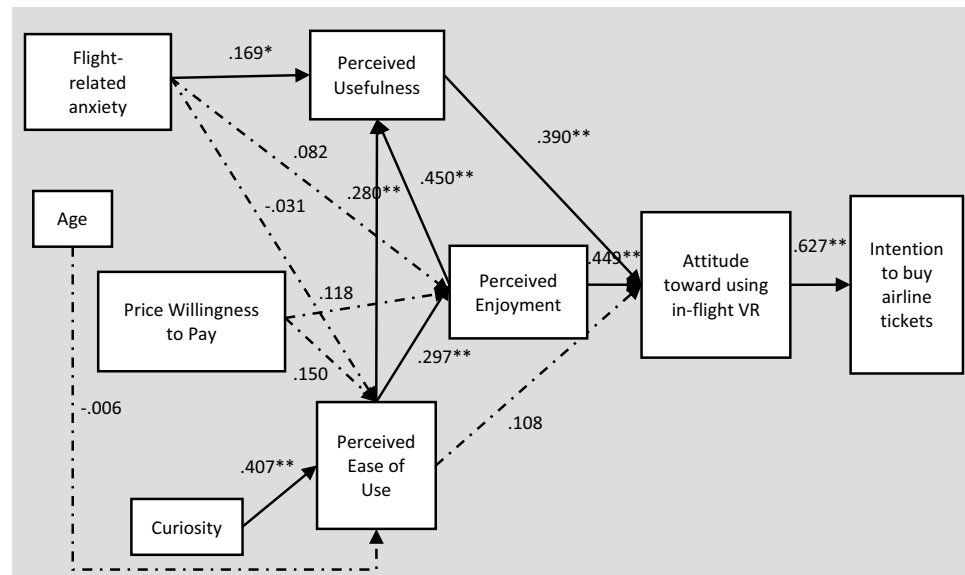 Flight-
related
anxiety
.169*
Perceived
Usefulness
.390**
.082
.280**
.450**
-.031
Age
Price Willingness
to Pay
.118
.150
Perceived
Enjoyment
.449**
.297**
Attitude
toward using
in-flight VR
.627**
Intention
to buy
airline
tickets
-.006
Perceived
Ease of
Use
.108
.407**
Curiosity